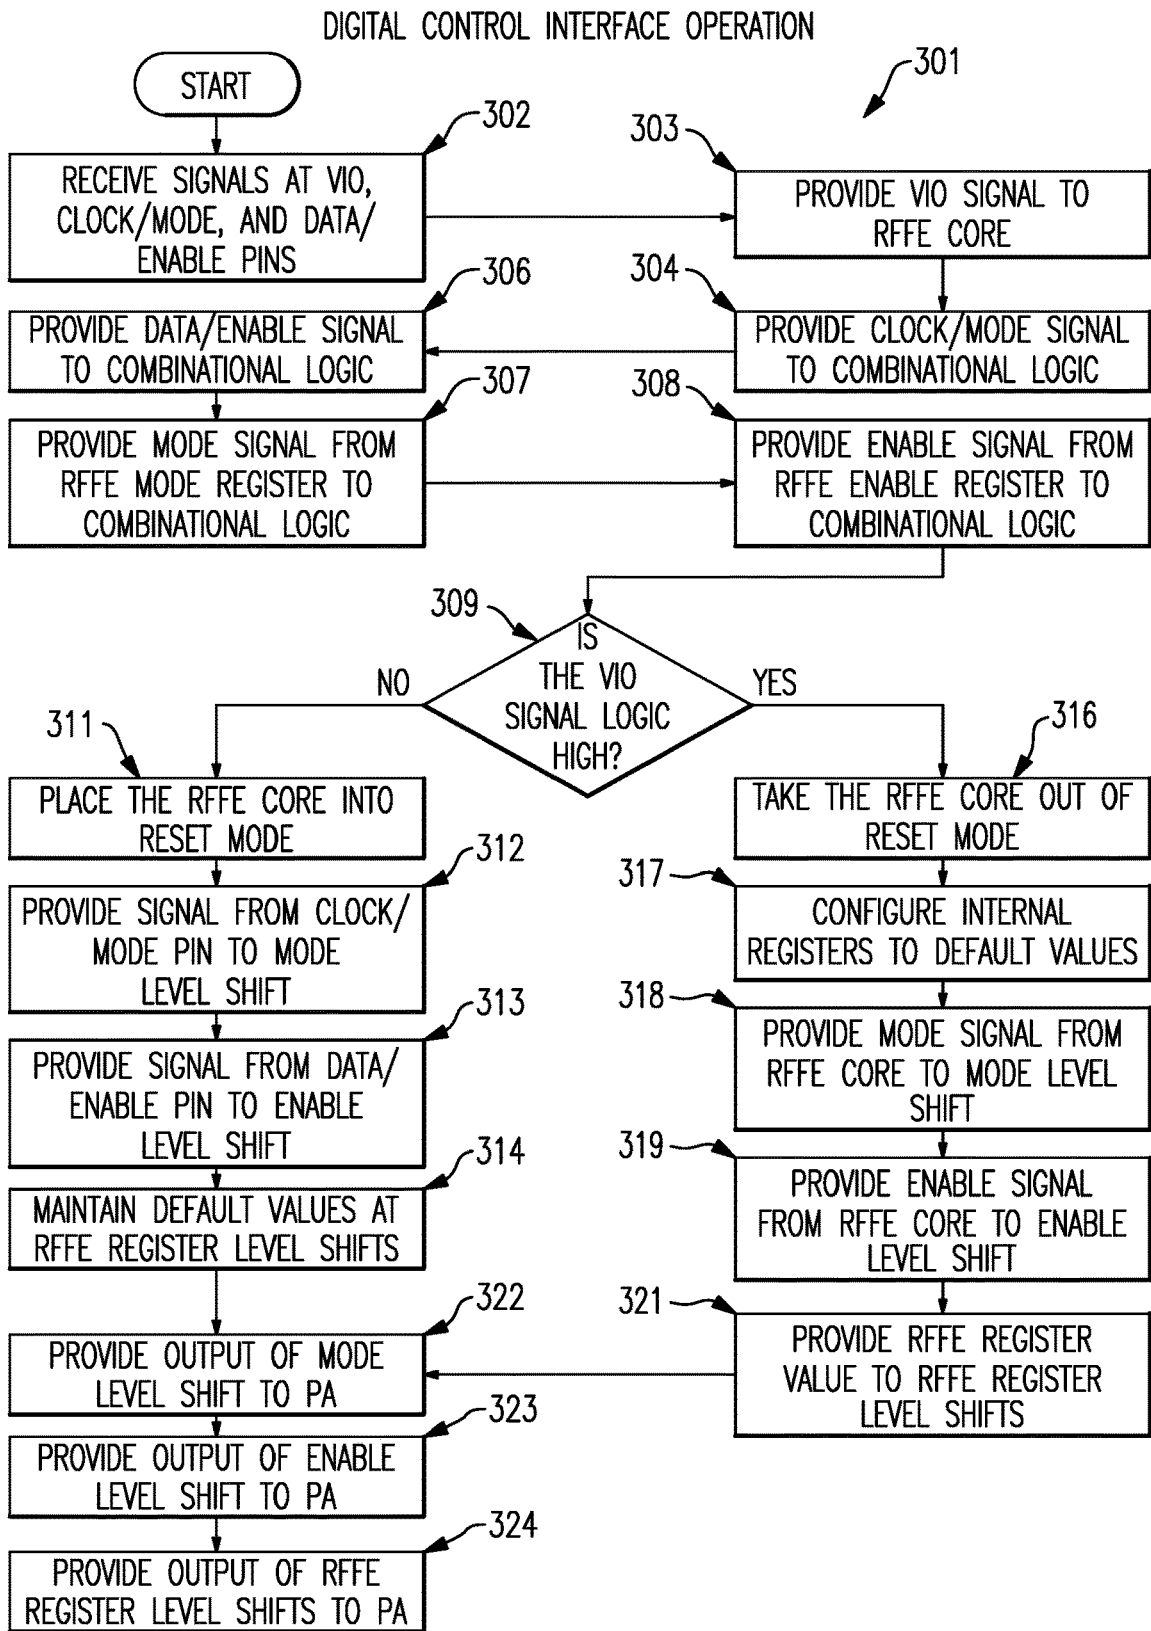 DIGITAL CONTROL INTERFACE OPERATION
301
START
302
RECEIVE SIGNALS AT VIO,
CLOCK/MODE, AND DATA/
ENABLE PINS
303
PROVIDE VIO SIGNAL TO
RFFE CORE
304
PROVIDE CLOCK/MODE SIGNAL
TO COMBINATIONAL LOGIC
306
PROVIDE DATA/ENABLE SIGNAL
TO COMBINATIONAL LOGIC
307
PROVIDE MODE SIGNAL FROM
RFFE MODE REGISTER TO
COMBINATIONAL LOGIC
308
PROVIDE ENABLE SIGNAL FROM
RFFE ENABLE REGISTER TO
COMBINATIONAL LOGIC
309
IS
THE VIO
SIGNAL LOGIC
HIGH?
NO
YES
311
PLACE THE RFFE CORE INTO
RESET MODE
312
PROVIDE SIGNAL FROM CLOCK/
MODE PIN TO MODE
LEVEL SHIFT
313
PROVIDE SIGNAL FROM DATA/
ENABLE PIN TO ENABLE
LEVEL SHIFT
314
MAINTAIN DEFAULT VALUES AT
RFFE REGISTER LEVEL SHIFTS
316
TAKE THE RFFE CORE OUT OF
RESET MODE
317
CONFIGURE INTERNAL
REGISTERS TO DEFAULT VALUES
318
PROVIDE MODE SIGNAL FROM
RFFE CORE TO MODE LEVEL
SHIFT
319
PROVIDE ENABLE SIGNAL
FROM RFFE CORE TO ENABLE
LEVEL SHIFT
321
PROVIDE RFFE REGISTER
VALUE TO RFFE REGISTER
LEVEL SHIFTS
322
PROVIDE OUTPUT OF MODE
LEVEL SHIFT TO PA
323
PROVIDE OUTPUT OF ENABLE
LEVEL SHIFT TO PA
324
PROVIDE OUTPUT OF RFFE
REGISTER LEVEL SHIFTS TO PA